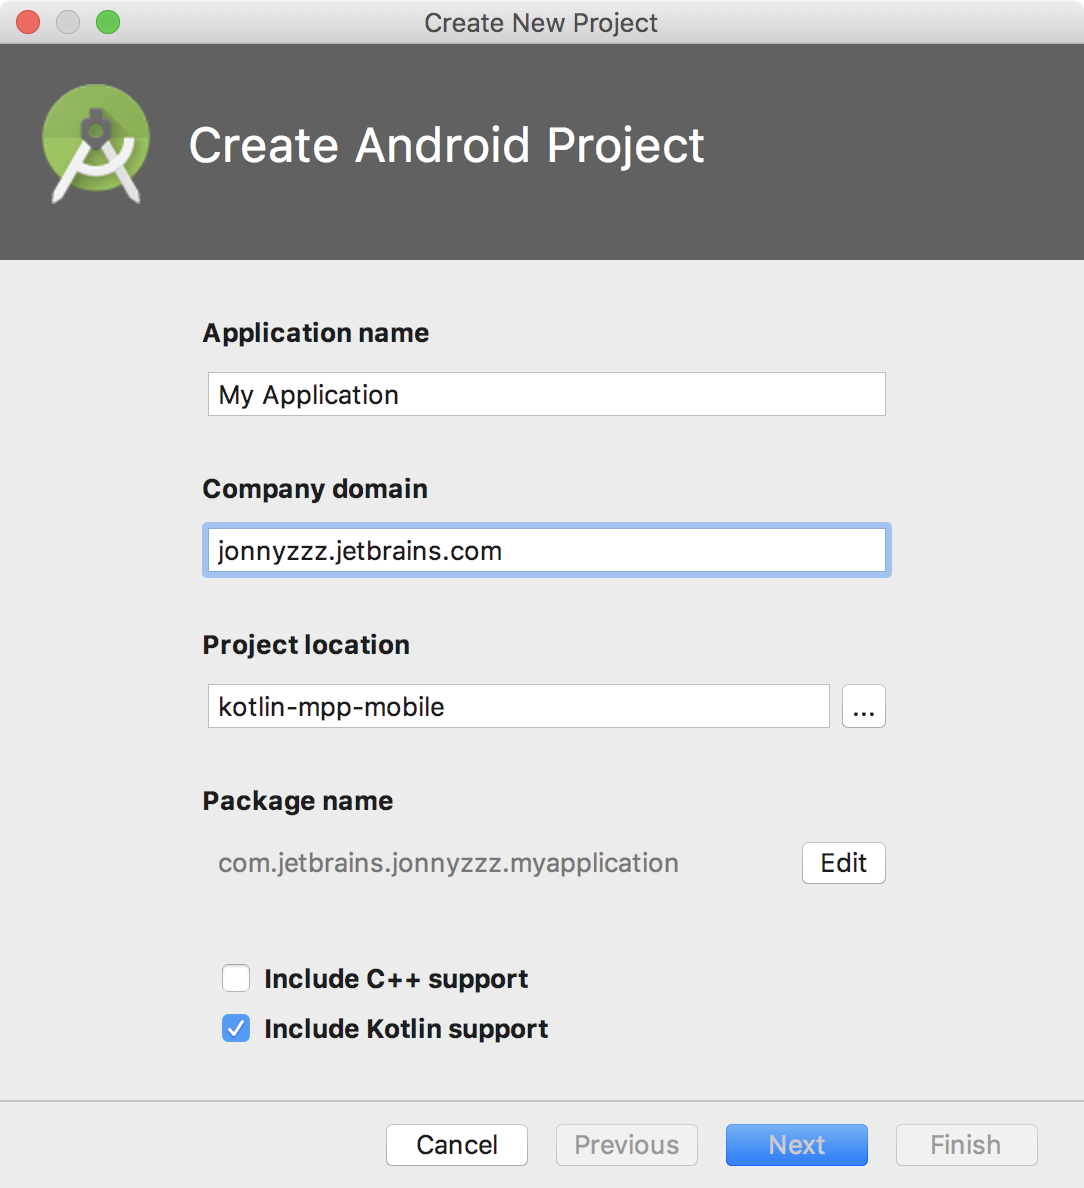 Create New Project
Create Android Project
Application name
My Application
Company domain
jonnyzzz.jetbrains.com
Project location
kotlin-mpp-mobile
...
Package name
com.jetbrains.jonnyzzz.myapplication
Edit
Include C++ support
Include Kotlin support
Cancel Previous Next Finish